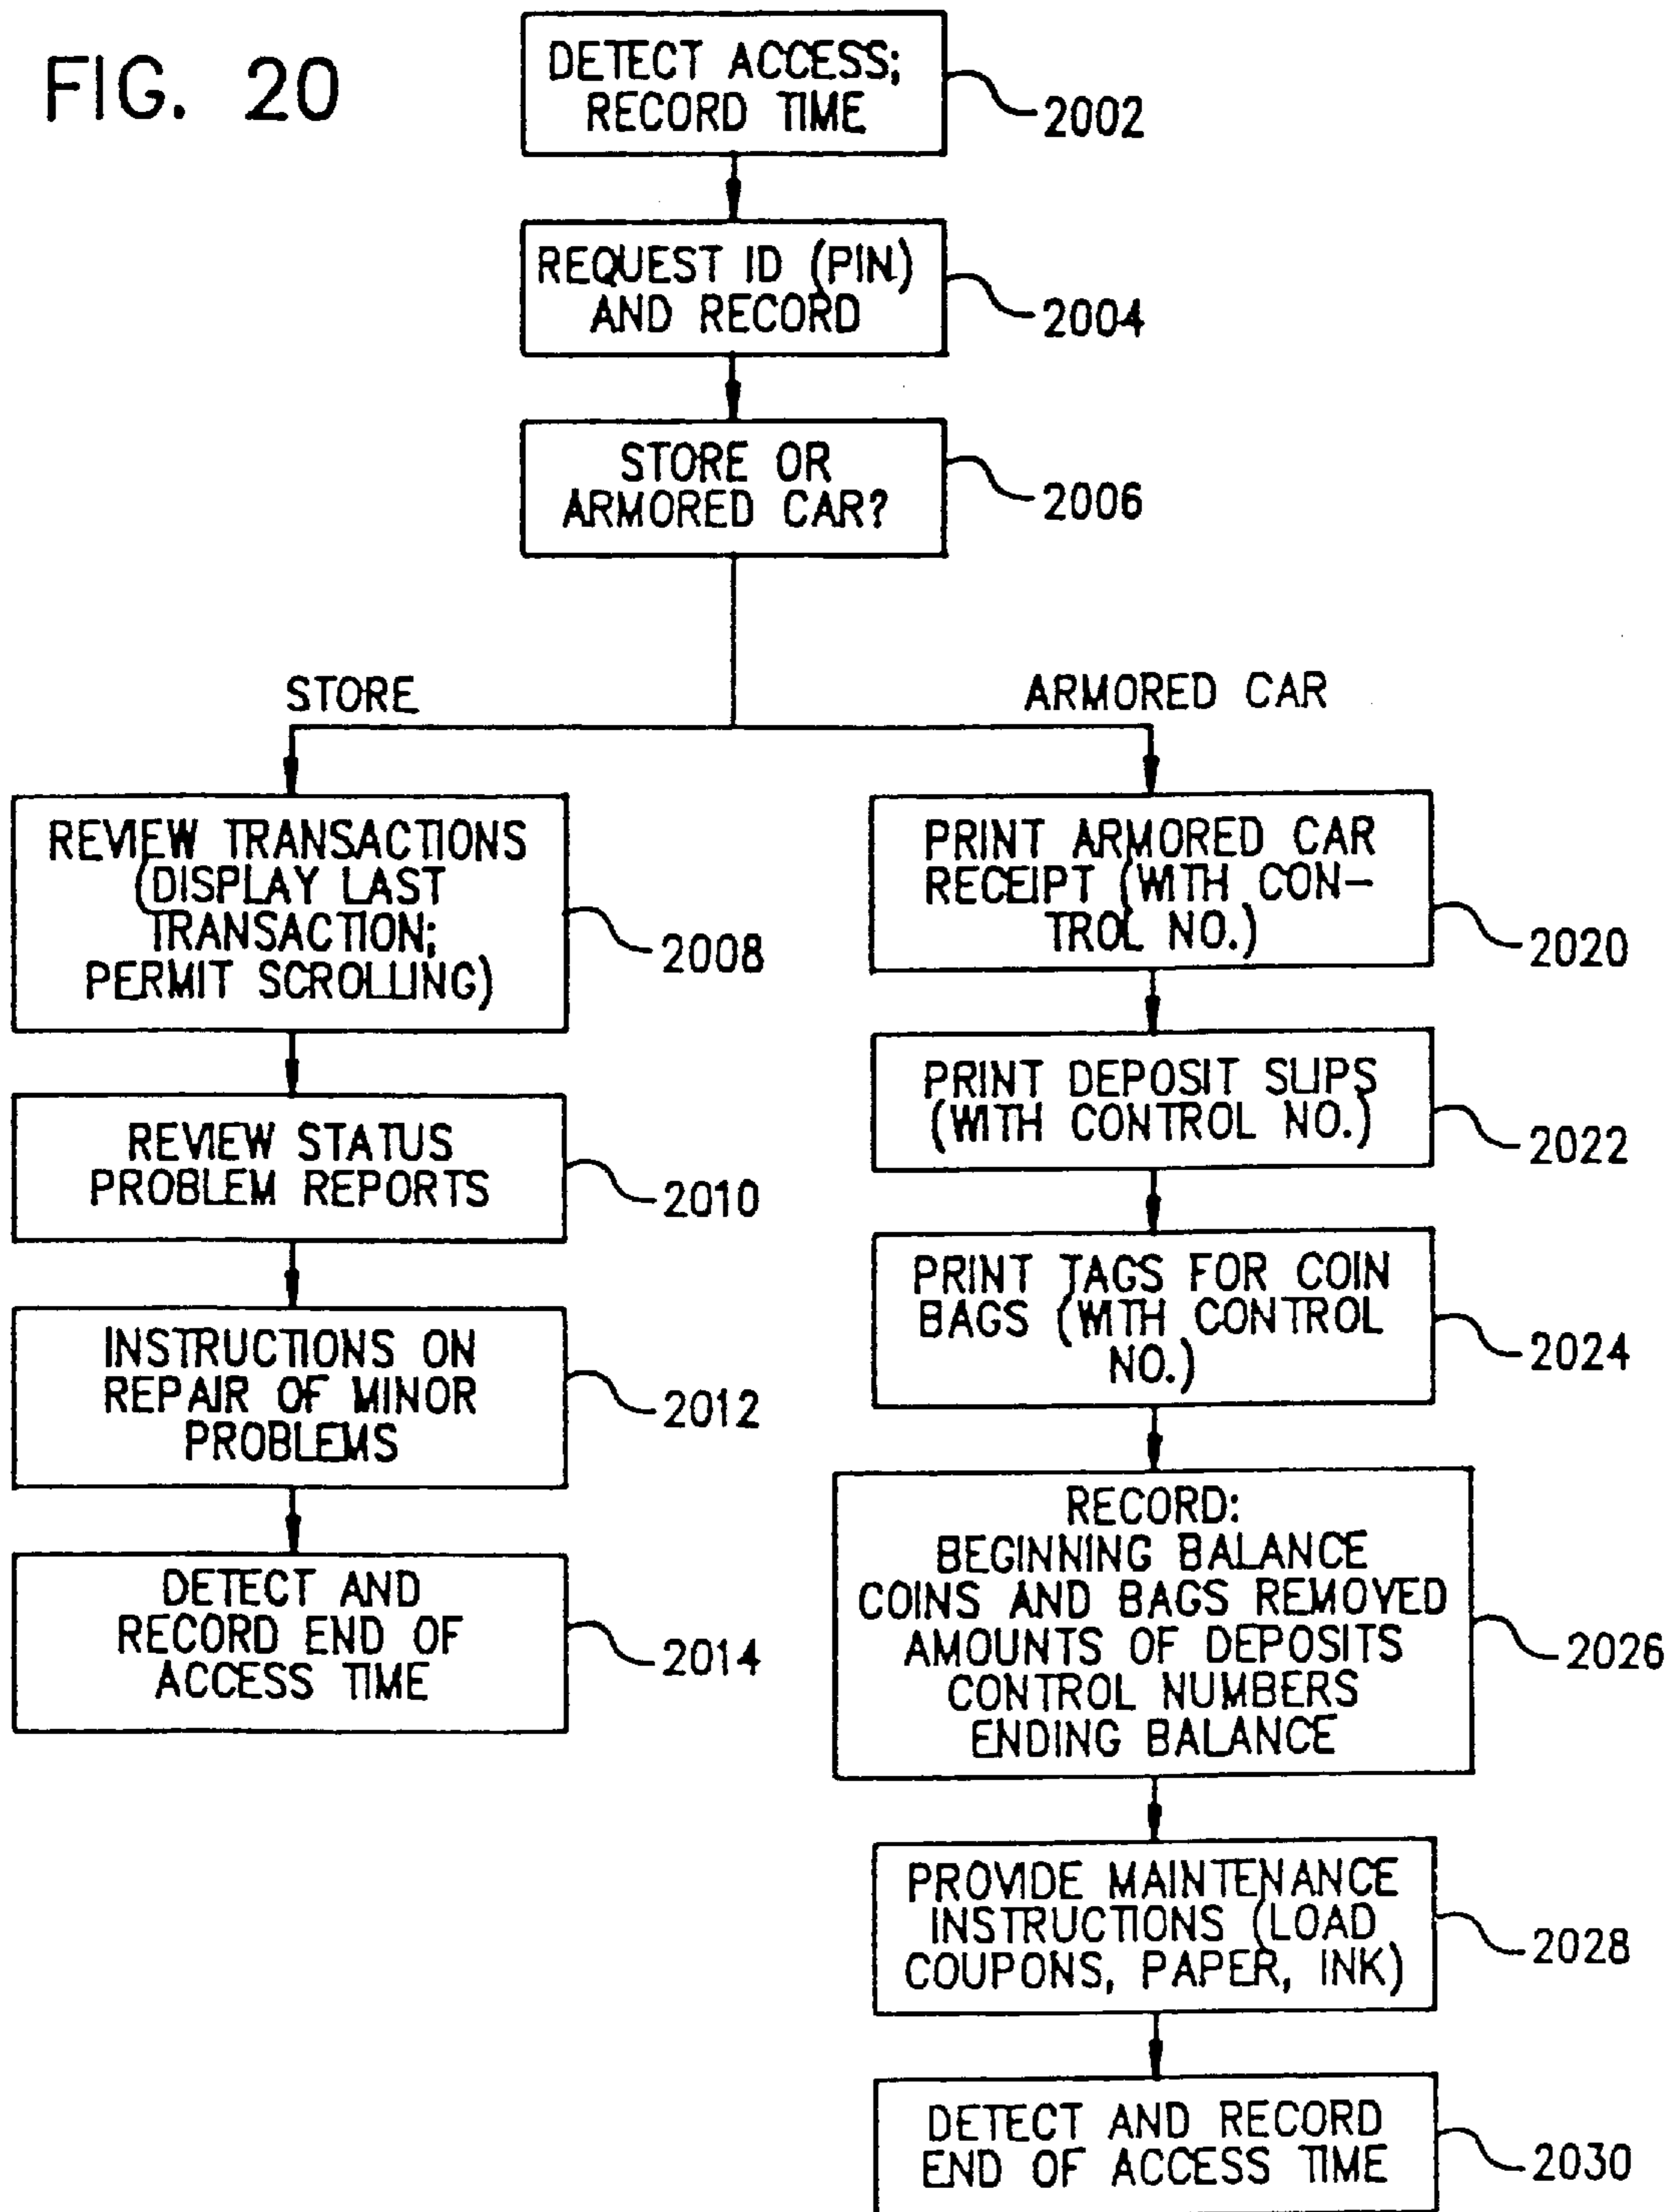 FIG. 20
DETECT ACCESS;
RECORD TIME
2002
REQUEST ID (PIN)
AND RECORD
2004
STORE OR
ARMORED CAR?
2006
STORE
ARMORED CAR
REVIEW TRANSACTIONS
(DISPLAY LAST
TRANSACTION;
PERMIT SCROLLING)
2008
REVIEW STATUS
PROBLEM REPORTS
2010
INSTRUCTIONS ON
REPAIR OF MINOR
PROBLEMS
2012
DETECT AND
RECORD END OF
ACCESS TIME
2014
PRINT ARMORED CAR
RECEIPT (WITH CON-
TROL NO.)
2020
PRINT DEPOSIT SLIPS
(WITH CONTROL NO.)
2022
PRINT TAGS FOR COIN
BAGS (WITH CONTROL
NO.)
2024
RECORD:
BEGINNING BALANCE
COINS AND BAGS REMOVED
AMOUNTS OF DEPOSITS
CONTROL NUMBERS
ENDING BALANCE
2026
PROVIDE MAINTENANCE
INSTRUCTIONS (LOAD
COUPONS, PAPER, INK)
2028
DETECT AND RECORD
END OF ACCESS TIME
2030